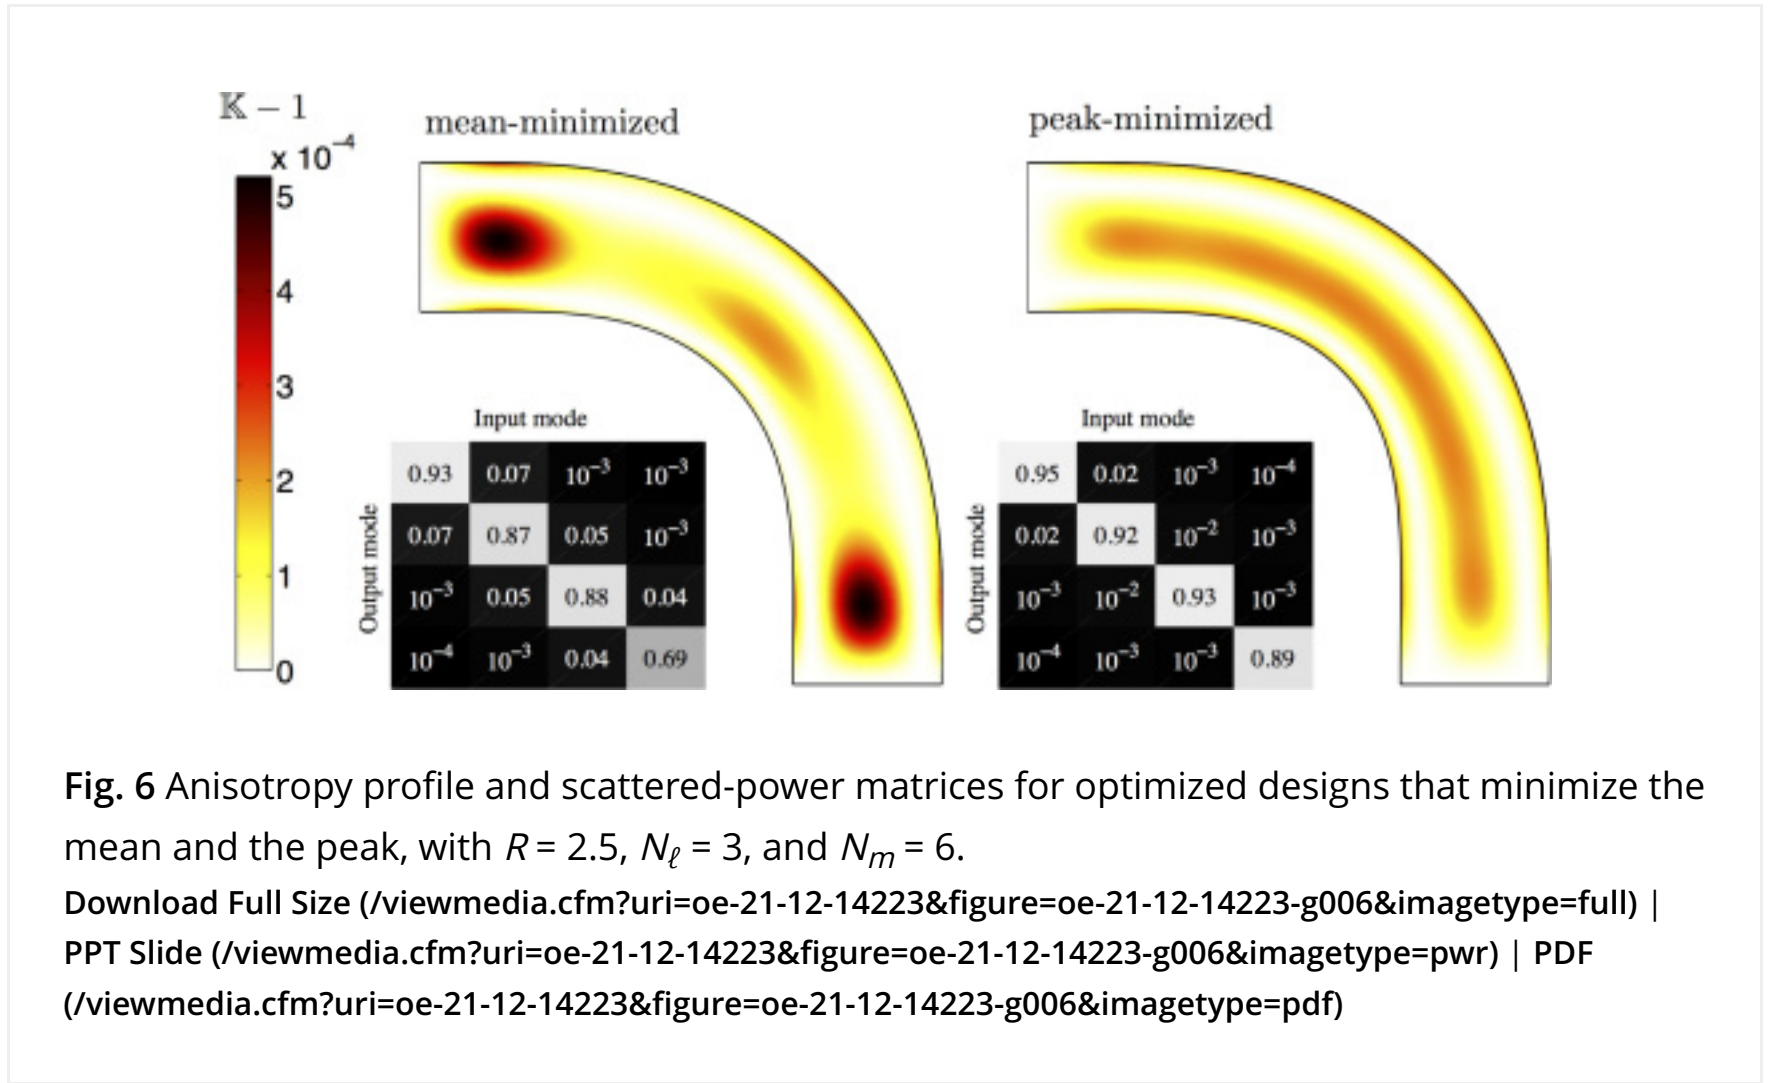 𝕂 − 1
x 10⁻⁴
5
4
3
2
1
0
mean-minimized
Input mode
Output mode
0.93 0.07 10⁻³ 10⁻³
0.07 0.87 0.05 10⁻³
10⁻³ 0.05 0.88 0.04
10⁻⁴ 10⁻³ 0.04 0.69
peak-minimized
Input mode
Output mode
0.95 0.02 10⁻³ 10⁻⁴
0.02 0.92 10⁻² 10⁻³
10⁻³ 10⁻² 0.93 10⁻³
10⁻⁴ 10⁻³ 10⁻³ 0.89
Fig. 6 Anisotropy profile and scattered-power matrices for optimized designs that minimize the
mean and the peak, with R = 2.5, Nℓ = 3, and Nm = 6.
Download Full Size (/viewmedia.cfm?uri=oe-21-12-14223&figure=oe-21-12-14223-g006&imagetype=full) |
PPT Slide (/viewmedia.cfm?uri=oe-21-12-14223&figure=oe-21-12-14223-g006&imagetype=pwr) | PDF
(/viewmedia.cfm?uri=oe-21-12-14223&figure=oe-21-12-14223-g006&imagetype=pdf)